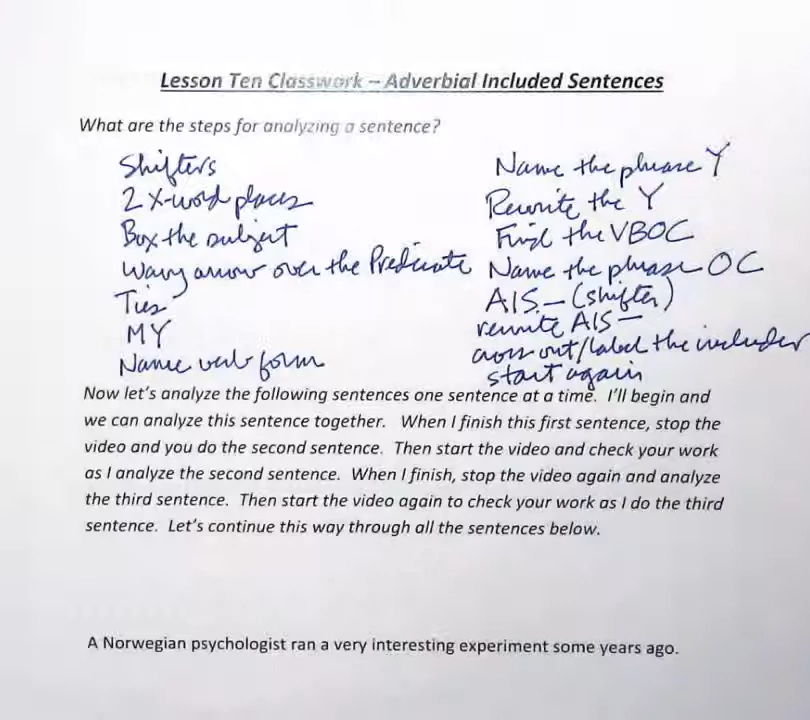 Lesson Ten Classwork – Adverbial Included Sentences
What are the steps for analyzing a sentence?
Shifters
2 X-word places
Box the subject
Wavy arrow over the Predicate
Ties
MY
Name verb form
Name the phrase Y
Rewrite the Y
Find the VBOC
Name the phrase OC
AIS – (shifter)
rewrite AIS –
cross out/label the includer
start again
Now let's analyze the following sentences one sentence at a time. I'll begin and
we can analyze this sentence together. When I finish this first sentence, stop the
video and you do the second sentence. Then start the video and check your work
as I analyze the second sentence. When I finish, stop the video again and analyze
the third sentence. Then start the video again to check your work as I do the third
sentence. Let's continue this way through all the sentences below.
A Norwegian psychologist ran a very interesting experiment some years ago.